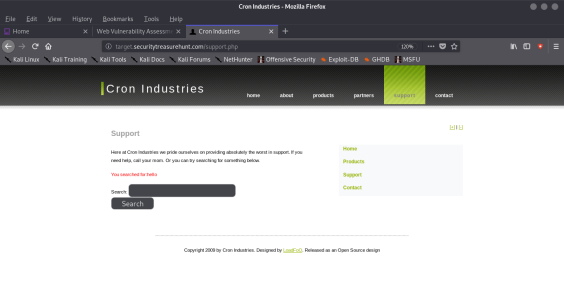 Cron Industries - Mozilla Firefox
File Edit View History Bookmarks Tools Help
Home Web Vulnerability Assessm Cron Industries
target.securitytreasurehunt.com/support.php 120%
Kali Linux Kali Training Kali Tools Kali Docs Kali Forums NetHunter Offensive Security Exploit-DB GHDB MSFU
Cron Industries
home about products partners support contact
Support
Here at Cron Industries we pride ourselves on providing absolutely the worst in support. If you
need help, call your mom. Or you can try searching for something below.
You searched for hello
Search:
Search
Home
Products
Support
Contact
Copyright 2008 by Cron Industries. Designed by LoadFoO. Released as an Open Source design